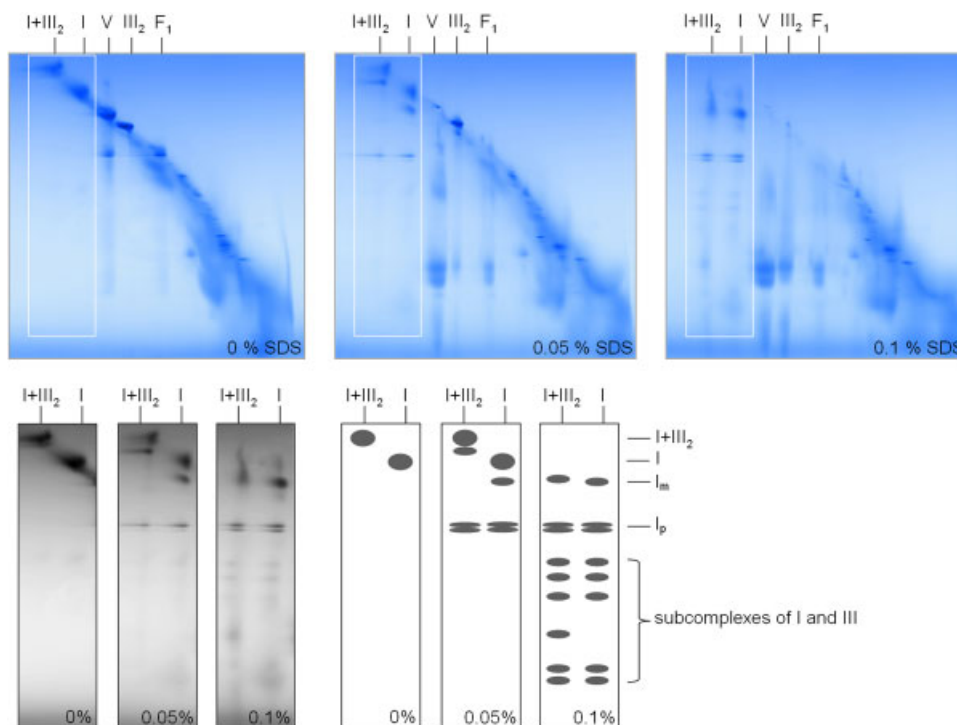 I+III₂ I V III₂ F₁
I+III₂ I V III₂ F₁
I+III₂ I V III₂ F₁
0 % SDS
0.05 % SDS
0.1 % SDS
I+III₂ I
I+III₂ I
I+III₂ I
I+III₂ I
I+III₂ I
I+III₂ I
I+III₂
I
Iₘ
Iₚ
subcomplexes of I and III
0%
0.05%
0.1%
0%
0.05%
0.1%